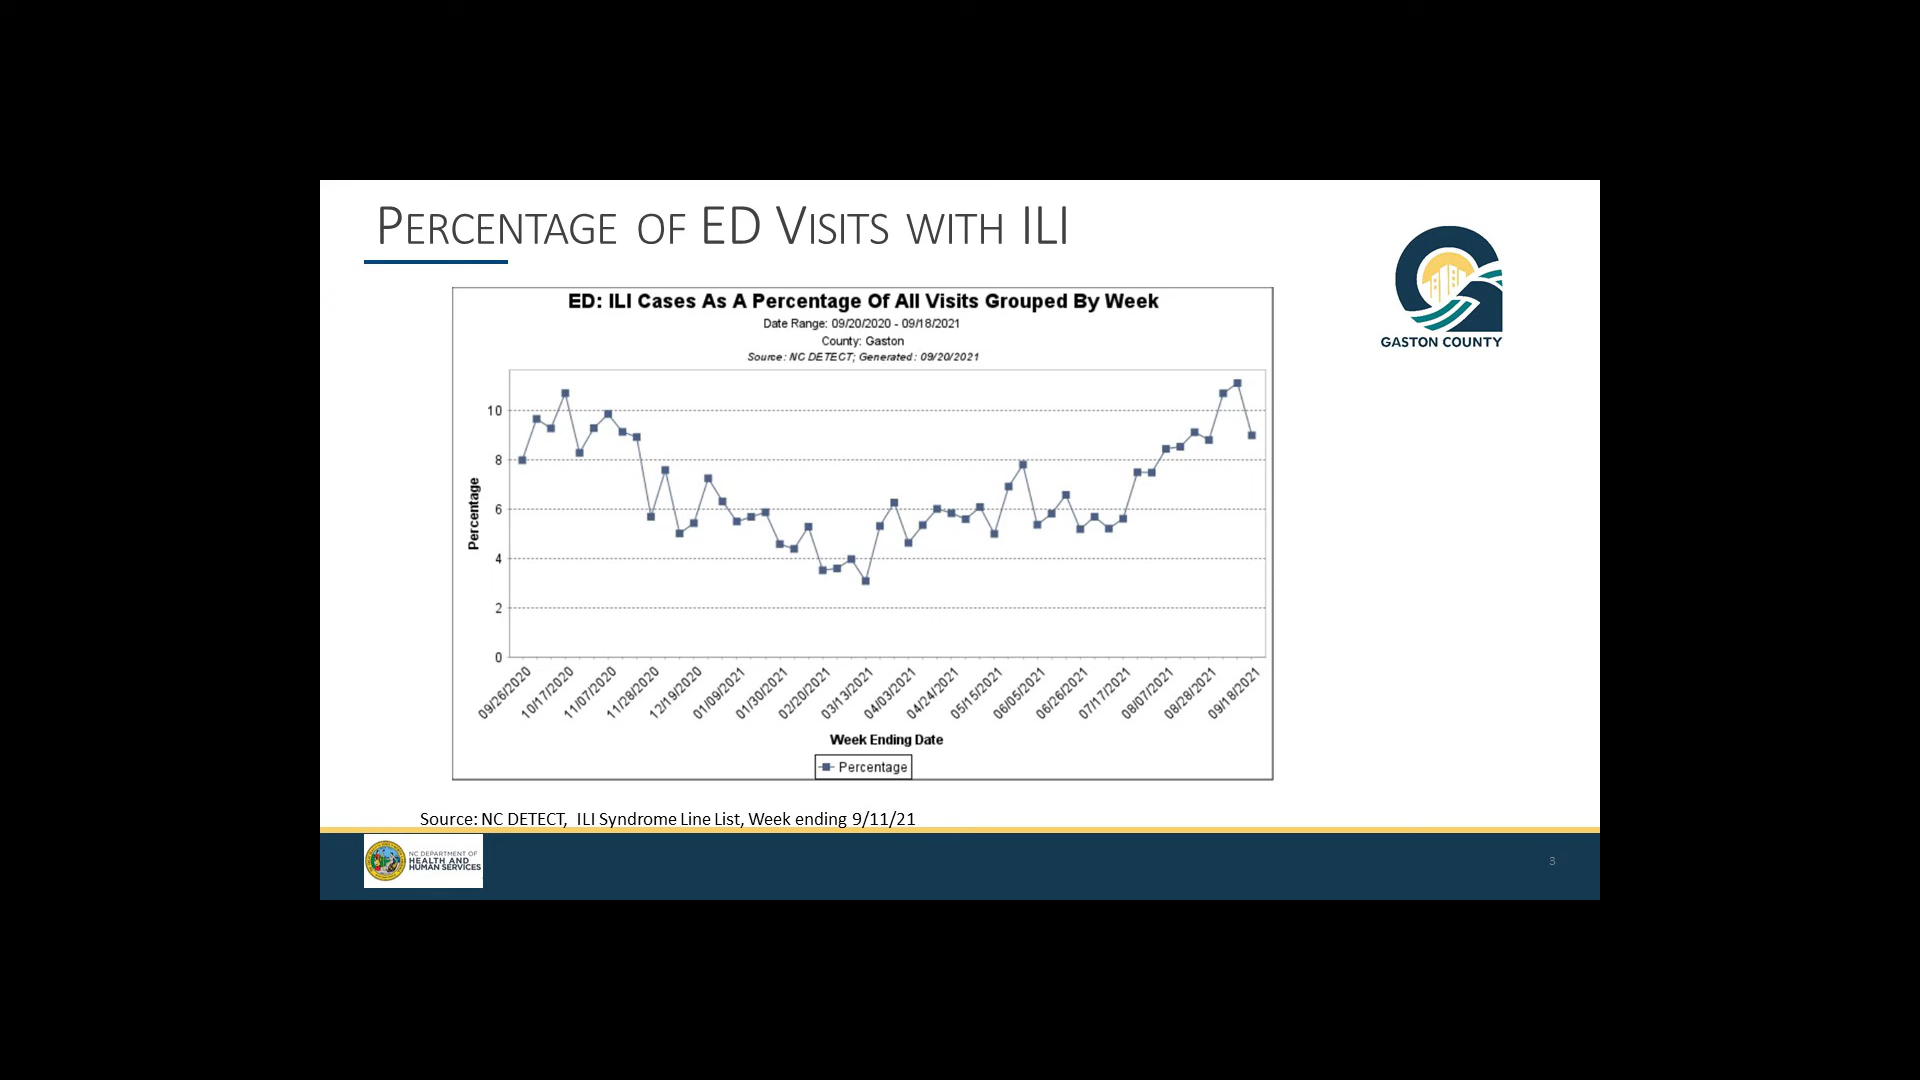 PERCENTAGE OF ED VISITS WITH ILI
GASTON COUNTY
ED: ILI Cases As A Percentage Of All Visits Grouped By Week
Date Range: 09/20/2020 - 09/18/2021
County: Gaston
Source: NC DETECT; Generated: 09/20/2021
Percentage
10
8
6
4
2
0
09/26/2020
10/17/2020
11/07/2020
11/28/2020
12/19/2020
01/09/2021
01/30/2021
02/20/2021
03/13/2021
04/03/2021
04/24/2021
05/15/2021
06/05/2021
06/26/2021
07/17/2021
08/07/2021
08/28/2021
09/18/2021
Week Ending Date
Percentage
Source: NC DETECT, ILI Syndrome Line List, Week ending 9/11/21
NC DEPARTMENT OF
HEALTH AND
HUMAN SERVICES
3